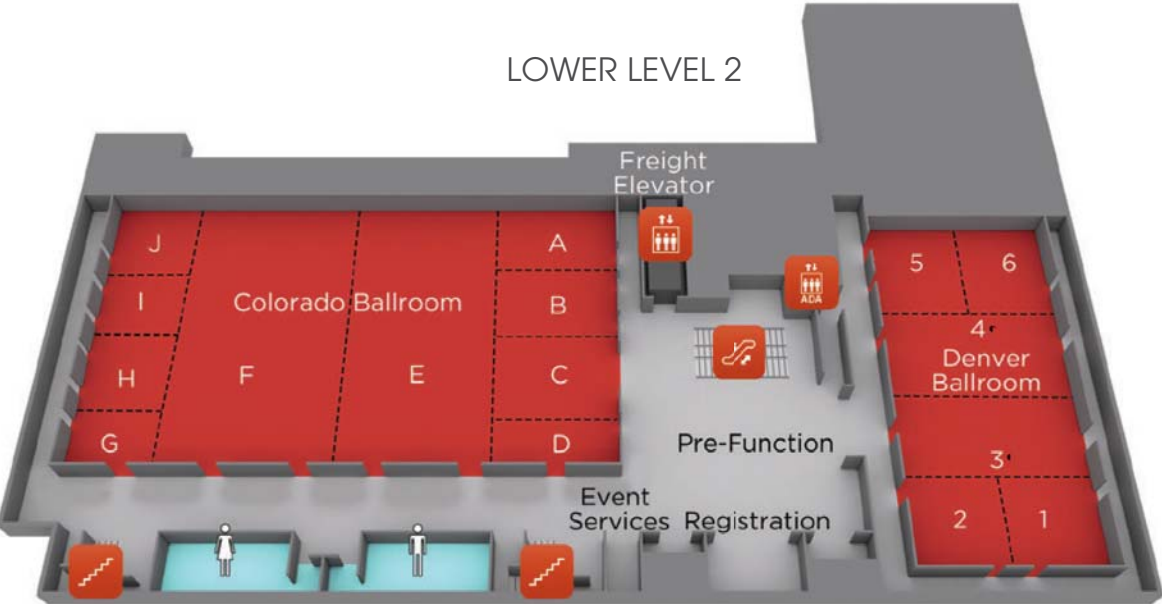 LOWER LEVEL 2
Freight
Elevator
J
A
5
6
I
Colorado Ballroom
B
ADA
4
H
F
E
C
Denver
Ballroom
G
D
Pre-Function
3
Event
Services
Registration
2
1